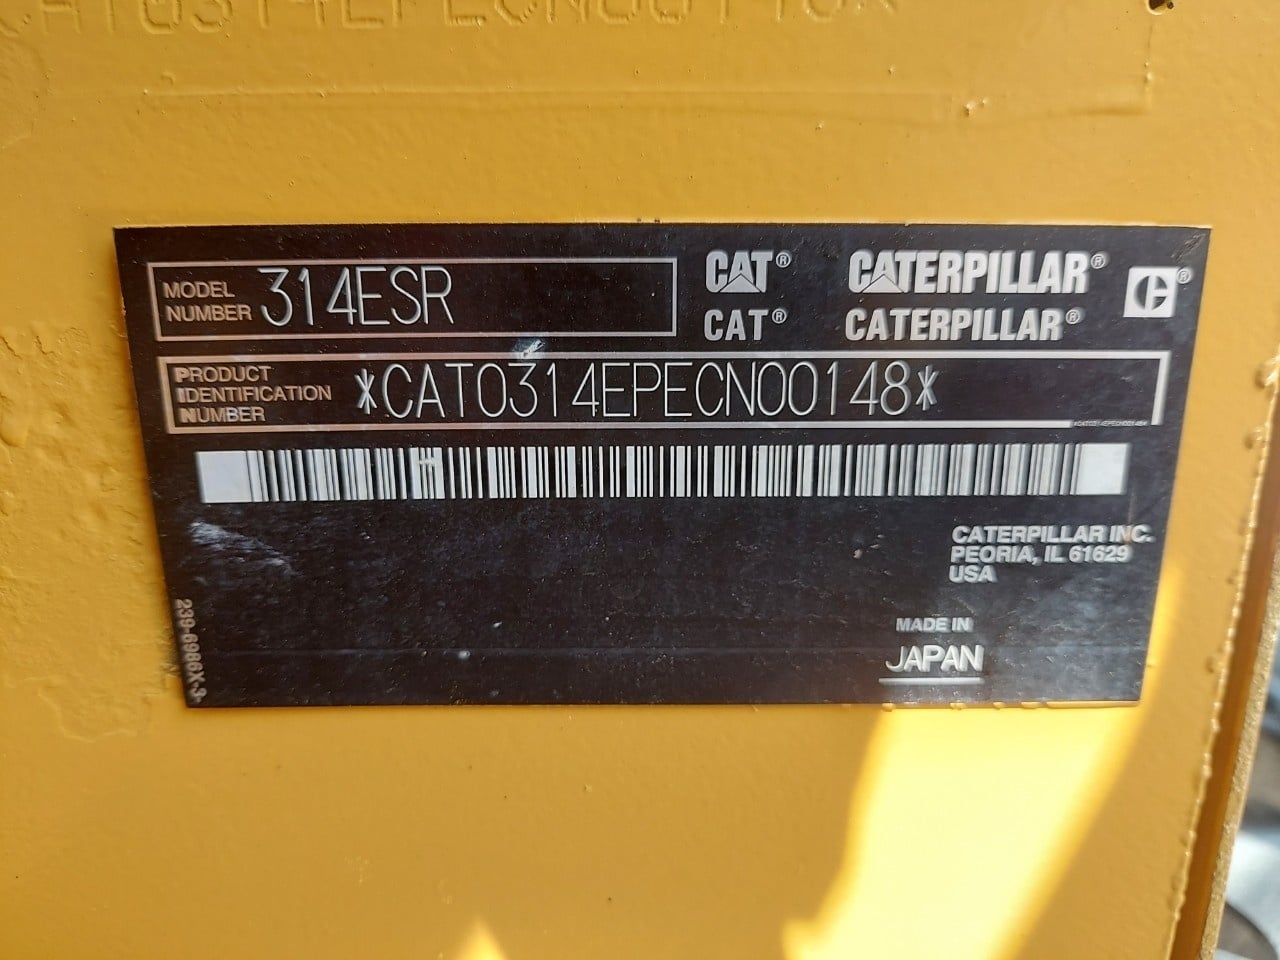 MODEL NUMBER 314ESR
CAT® CATERPILLAR®
CAT® CATERPILLAR®
PRODUCT IDENTIFICATION NUMBER *CAT0314EPECN00148*
*CAT0314EPECN00148*
CATERPILLAR INC.
PEORIA, IL 61629
USA
MADE IN
JAPAN
239-6986X-3